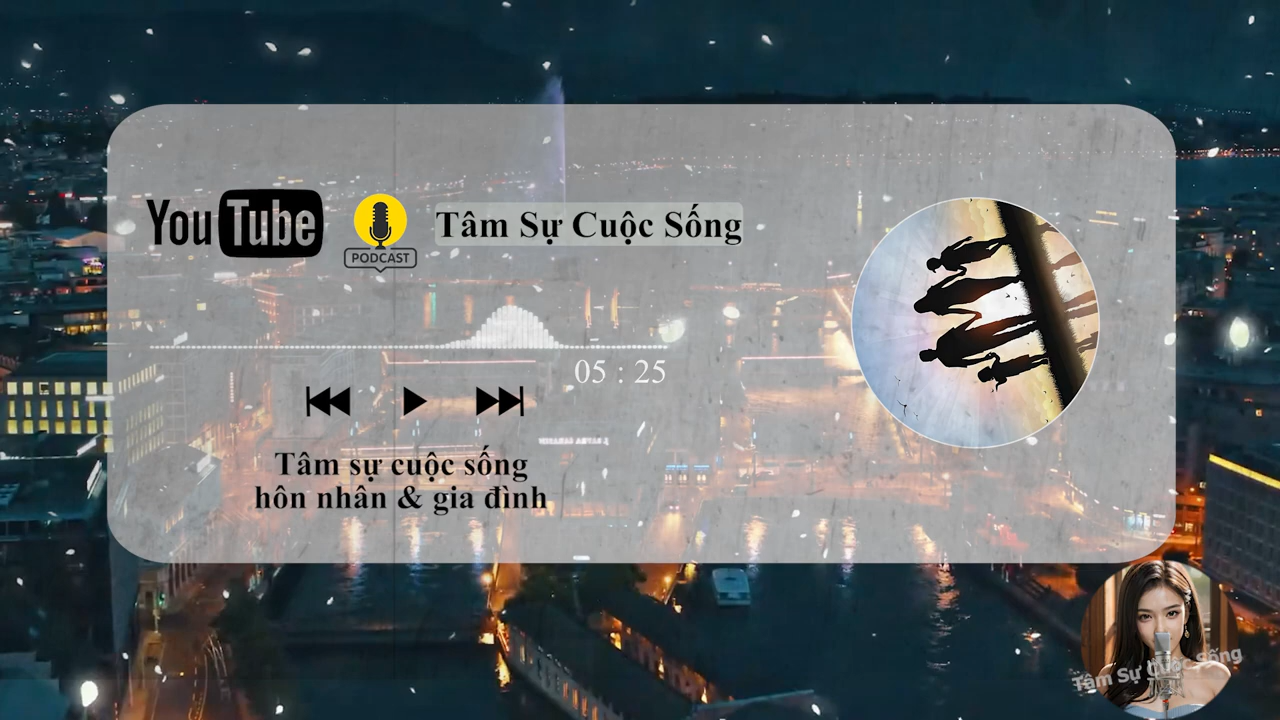 YouTube
PODCAST
Tâm Sự Cuộc Sống
05 : 25
Tâm sự cuộc sống
hôn nhân & gia đình
Tâm Sự Cuộc Sống